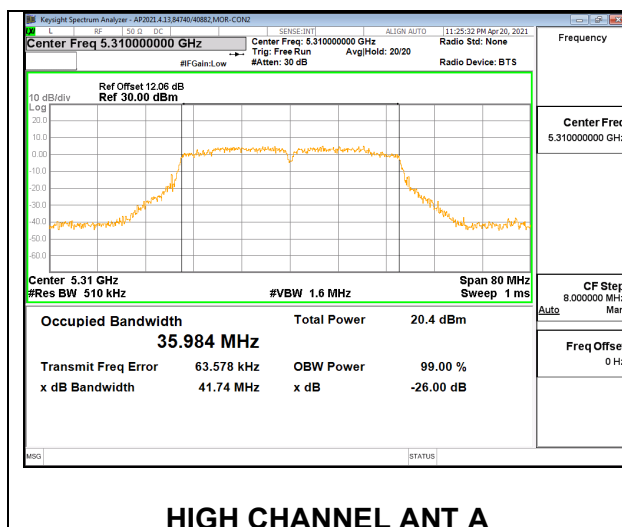 Keysight Spectrum Analyzer - AP2021.4.13,84740/40882,MOR-CON2
L RF 50 Ω DC SENSE:INT ALIGN AUTO 11:25:32 PM Apr 20, 2021
Center Freq 5.310000000 GHz
Center Freq: 5.310000000 GHz
Radio Std: None
Trig: Free Run
Avg|Hold: 20/20
#IFGain:Low
#Atten: 30 dB
Radio Device: BTS
Frequency
Ref Offset 12.06 dB
10 dB/div
Ref 30.00 dBm
Log
20.0
10.0
0.00
-10.0
-20.0
-30.0
-40.0
-50.0
-60.0
Center Freq
5.310000000 GHz
Center 5.31 GHz
Span 80 MHz
#Res BW 510 kHz
#VBW 1.6 MHz
Sweep 1 ms
CF Step
8.000000 MHz
Auto Man
Occupied Bandwidth
Total Power 20.4 dBm
35.984 MHz
Transmit Freq Error 63.578 kHz
OBW Power 99.00 %
x dB Bandwidth 41.74 MHz
x dB -26.00 dB
Freq Offset
0 Hz
MSG
STATUS
HIGH CHANNEL ANT A